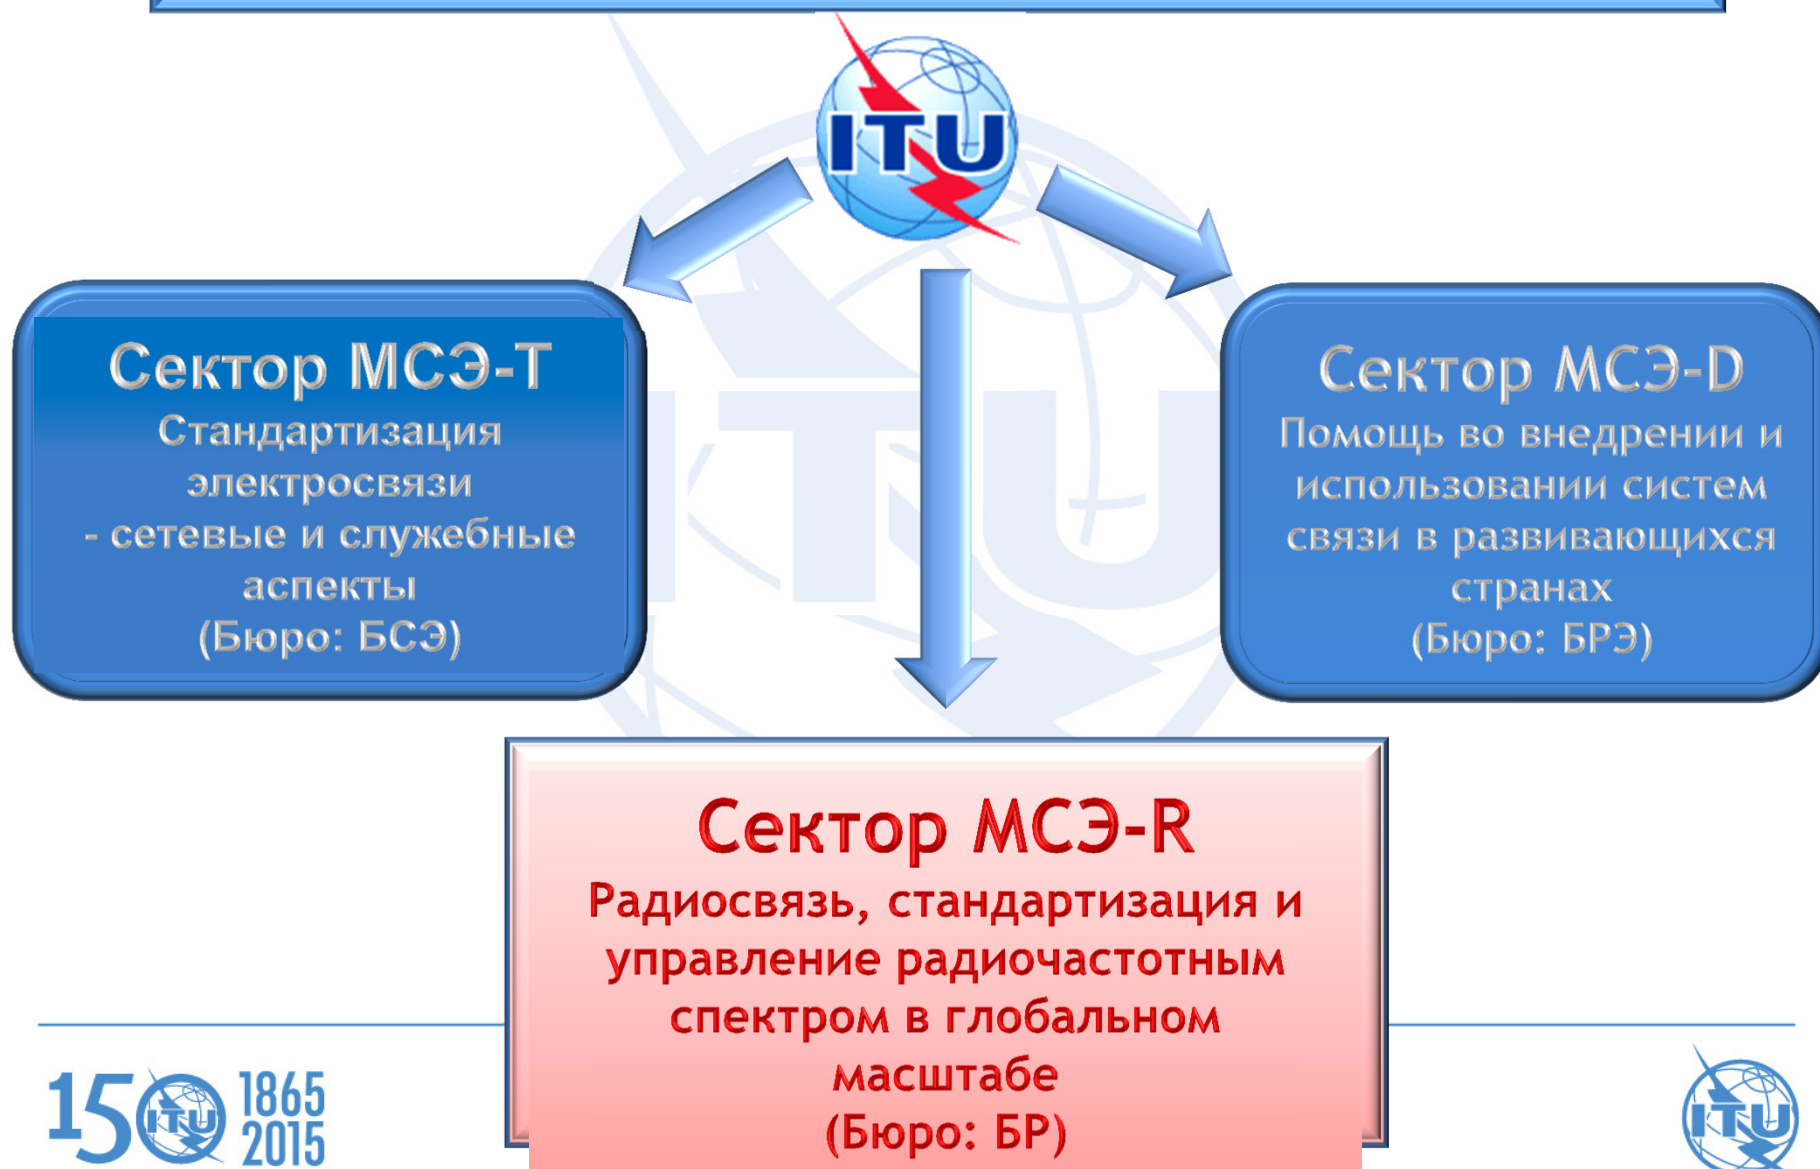 ITU
Сектор МСЭ-T
Стандартизация
электросвязи
- сетевые и служебные
аспекты
(Бюро: БСЭ)
Сектор МСЭ-D
Помощь во внедрении и
использовании систем
связи в развивающихся
странах
(Бюро: БРЭ)
ITU
Сектор МСЭ-R
Радиосвязь, стандартизация и
управление радиочастотным
спектром в глобальном
масштабе
(Бюро: БР)
150 ITU 1865
2015
ITU